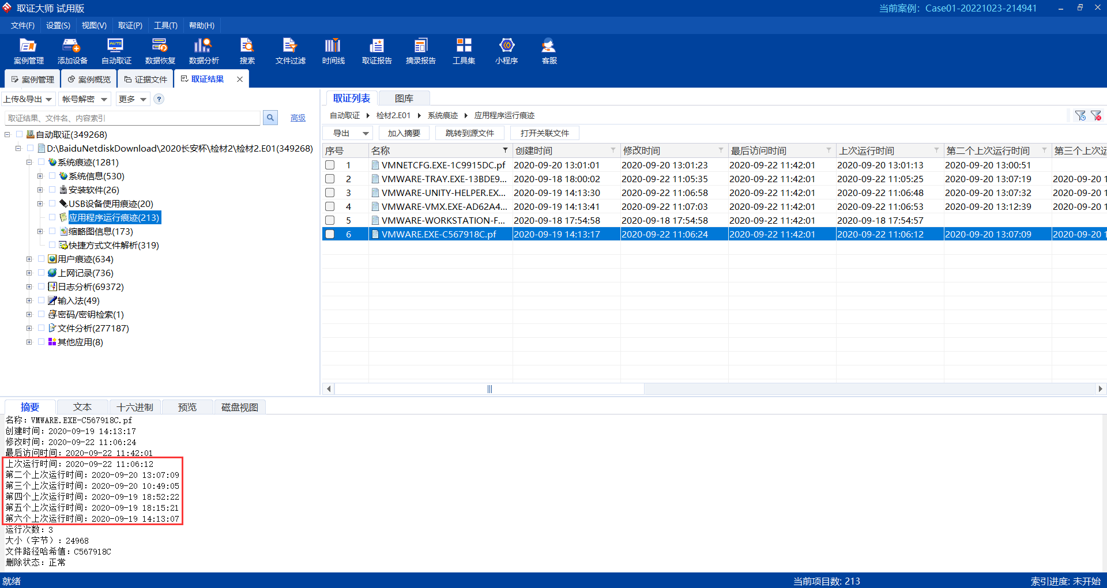 取证大师 试用版
当前案例：Case01-20221023-214941
文件(F) 设置(S) 视图(V) 取证(P) 工具(T) 帮助(H)
案例管理 添加设备 自动取证 数据恢复 数据分析 搜索 文件过滤 时间线 取证报告 摘录报告 工具集 小程序 客服
案例管理 案例概览 证据文件 取证结果
上传&导出 帐号解密 更多 ?
取证结果、文件名、内容索引 高级
自动取证(349268)
D:\BaiduNetdiskDownload\2020长安杯\检材2\检材2.E01(349268)
系统痕迹(1281)
系统信息(530)
安装软件(26)
USB设备使用痕迹(20)
应用程序运行痕迹(213)
缩略图信息(173)
快捷方式文件解析(319)
用户痕迹(634)
上网记录(736)
日志分析(69372)
输入法(49)
密码/密钥检索(1)
文件分析(277187)
其他应用(8)
取证列表 图库
自动取证 检材2.E01 系统痕迹 应用程序运行痕迹
导出 加入摘要 跳转到源文件 打开关联文件
序号 名称 创建时间 修改时间 最后访问时间 上次运行时间 第二个上次运行时间 第三个上次运
1 VMNETCFG.EXE-1C9915DC.pf 2020-09-20 13:01:01 2020-09-20 13:01:23 2020-09-22 11:42:01 2020-09-20 13:01:13 2020-09-20 13:00:51
2 VMWARE-TRAY.EXE-13BDE9... 2020-09-18 18:00:02 2020-09-22 11:05:35 2020-09-22 11:42:01 2020-09-22 11:05:25 2020-09-20 13:07:19 2020-09-20 1
3 VMWARE-UNITY-HELPER.EX... 2020-09-19 14:13:30 2020-09-22 11:06:58 2020-09-22 11:42:01 2020-09-22 11:06:48 2020-09-20 13:07:32 2020-09-20 1
4 VMWARE-VMX.EXE-AD62A4... 2020-09-19 14:13:41 2020-09-22 11:07:03 2020-09-22 11:42:01 2020-09-22 11:06:53 2020-09-20 13:12:39 2020-09-20 1
5 VMWARE-WORKSTATION-F... 2020-09-18 17:54:58 2020-09-18 17:54:58 2020-09-22 11:42:01 2020-09-18 17:54:57
6 VMWARE.EXE-C567918C.pf 2020-09-19 14:13:17 2020-09-22 11:06:24 2020-09-22 11:42:01 2020-09-22 11:06:12 2020-09-20 13:07:09 2020-09-20 1
摘要 文本 十六进制 预览 磁盘视图
名称：VMWARE.EXE-C567918C.pf
创建时间：2020-09-19 14:13:17
修改时间：2020-09-22 11:06:24
最后访问时间：2020-09-22 11:42:01
上次运行时间：2020-09-22 11:06:12
第二个上次运行时间：2020-09-20 13:07:09
第三个上次运行时间：2020-09-20 10:49:05
第四个上次运行时间：2020-09-19 18:52:22
第五个上次运行时间：2020-09-19 18:15:21
第六个上次运行时间：2020-09-19 14:13:07
运行次数：3
大小（字节）：24968
文件路径哈希值：C567918C
删除状态：正常
就绪 当前项目数：213 索引进度：未开始